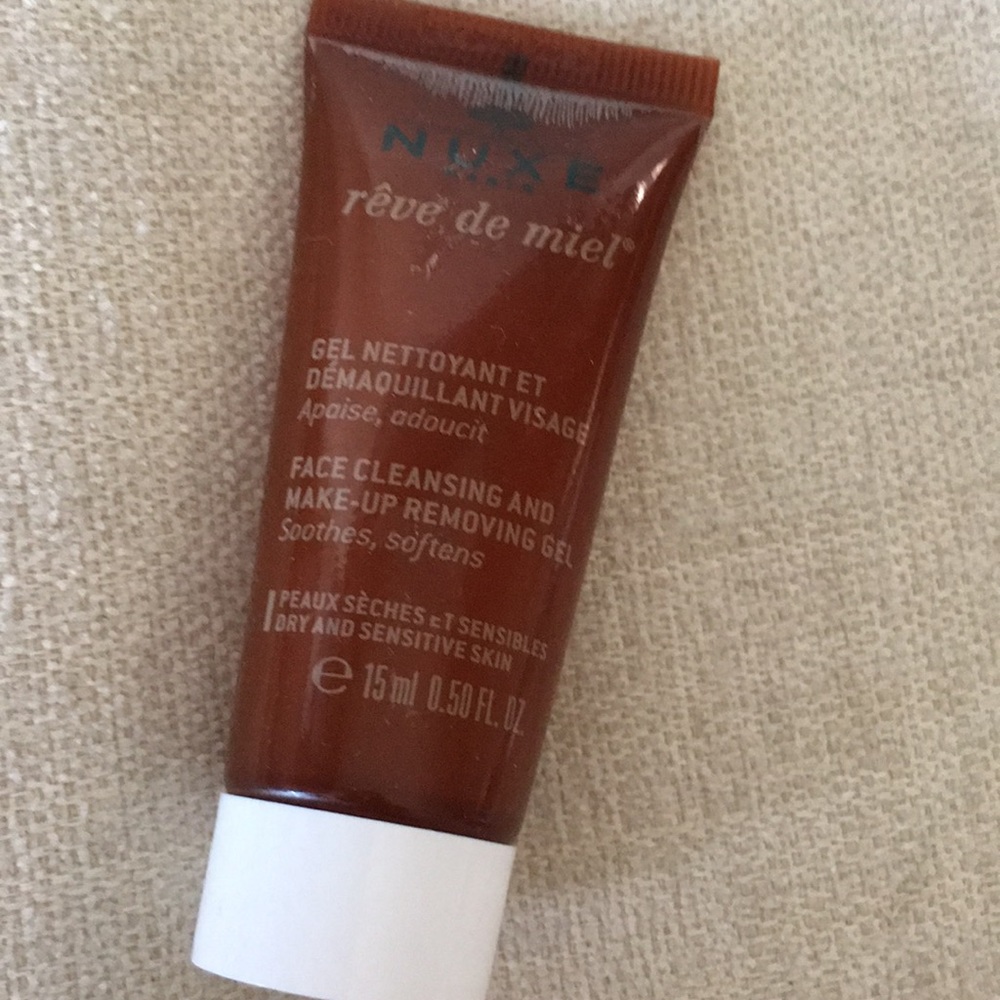 NUXE
PARIS
rêve de miel®
GEL NETTOYANT ET
DÉMAQUILLANT VISAGE
Apaise, adoucit
FACE CLEANSING AND
MAKE-UP REMOVING GEL
Soothes, softens
PEAUX SÈCHES ET SENSIBLES
DRY AND SENSITIVE SKIN
℮ 15 ml 0.50 FL. OZ.